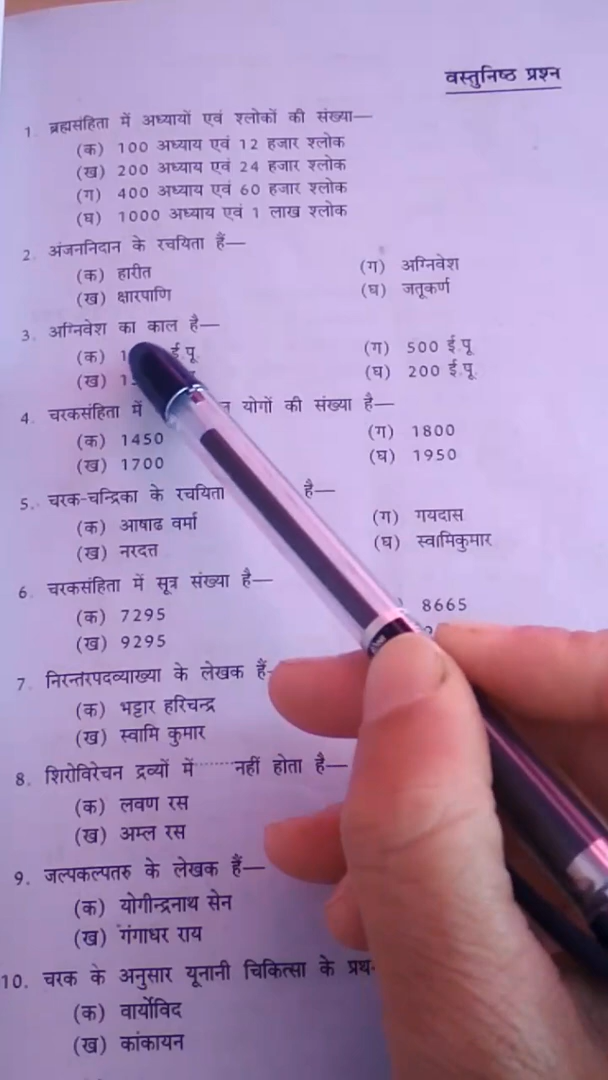 वस्तुनिष्ठ प्रश्न
1. ब्रह्मसंहिता में अध्यायों एवं श्लोकों की संख्या—
(क) 100 अध्याय एवं 12 हजार श्लोक
(ख) 200 अध्याय एवं 24 हजार श्लोक
(ग) 400 अध्याय एवं 60 हजार श्लोक
(घ) 1000 अध्याय एवं 1 लाख श्लोक
2. अंजननिदान के रचयिता हैं—
(क) हारीत (ग) अग्निवेश
(ख) क्षारपाणि (घ) जतूकर्ण
3. अग्निवेश का काल है—
(क) ई.पू. (ग) 500 ई.पू.
(ख) (घ) 200 ई.पू.
4. चरकसंहिता में योगों की संख्या है—
(क) 1450 (ग) 1800
(ख) 1700 (घ) 1950
5. चरक-चन्द्रिका के रचयिता है—
(क) आषाढ वर्मा (ग) गयदास
(ख) नरदत्त (घ) स्वामिकुमार
6. चरकसंहिता में सूत्र संख्या है—
(क) 7295 8665
(ख) 9295
7. निरन्तरपदव्याख्या के लेखक हैं-
(क) भट्टार हरिचन्द्र
(ख) स्वामि कुमार
8. शिरोविरेचन द्रव्यों में ······· नहीं होता है—
(क) लवण रस
(ख) अम्ल रस
9. जल्पकल्पतरु के लेखक हैं—
(क) योगीन्द्रनाथ सेन
(ख) गंगाधर राय
10. चरक के अनुसार यूनानी चिकित्सा के
(क) वार्योविद
(ख) कांकायन